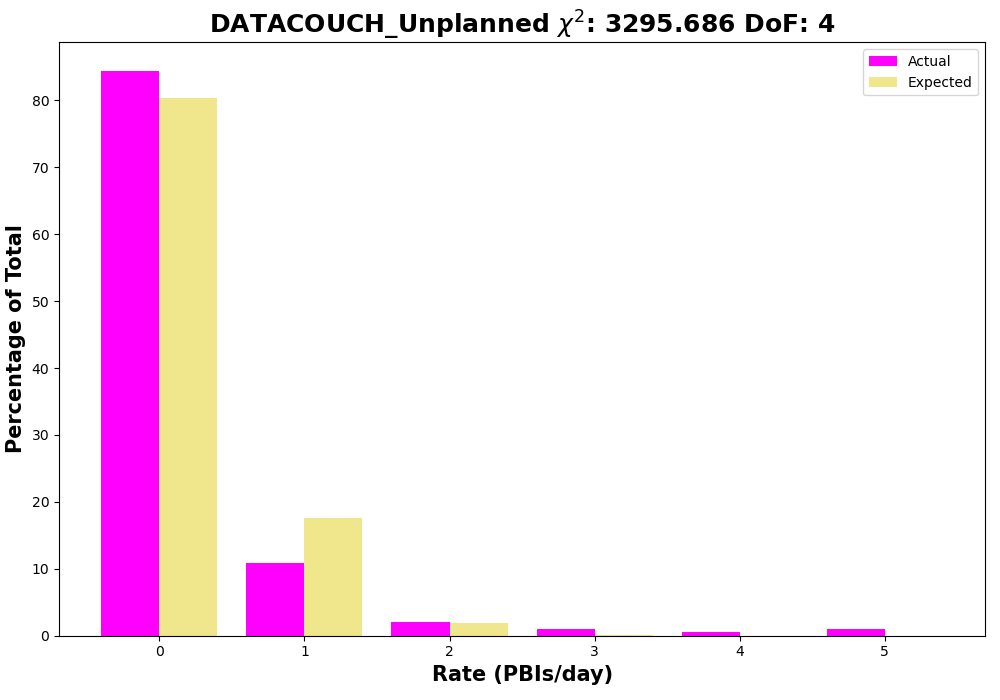 DATACOUCH_Unplanned χ²: 3295.686 DoF: 4
Actual
Expected
Percentage of Total
80
70
60
50
40
30
20
10
0
0 1 2 3 4 5
Rate (PBIs/day)